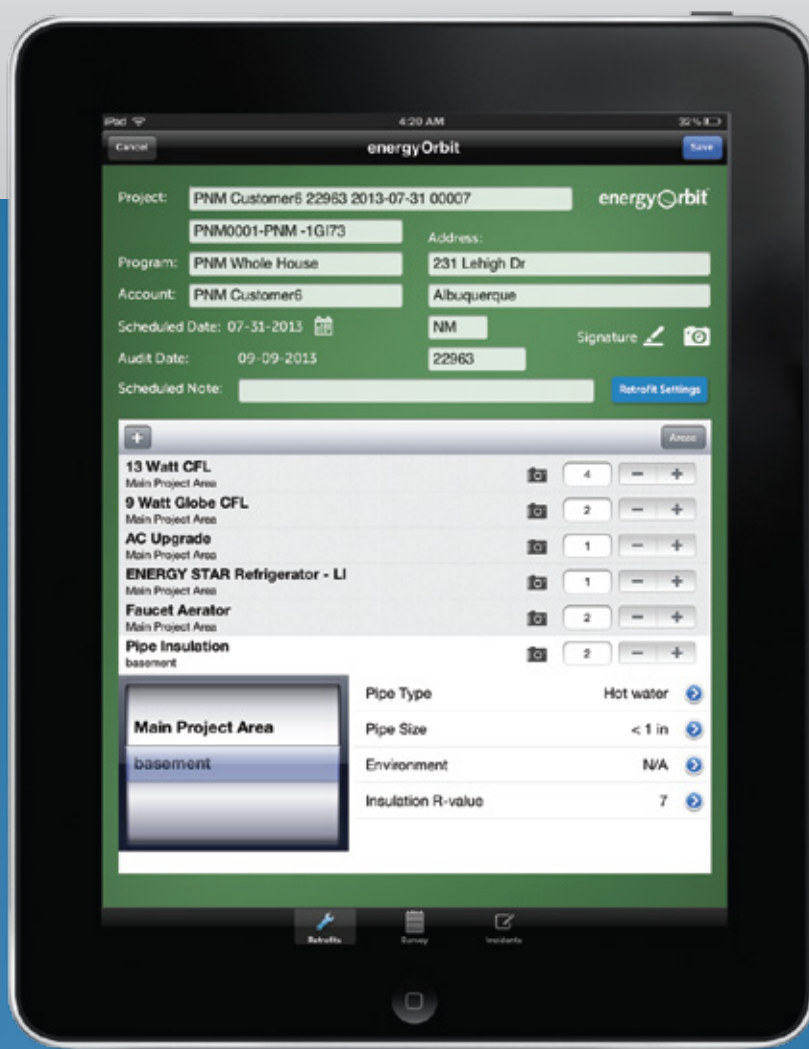 iPad 4:20 AM 32%
Cancel energyOrbit Save
Project: PNM Customer6 22963 2013-07-31 00007 energyOrbit
PNM0001-PNM -1GI73 Address:
Program: PNM Whole House 231 Lehigh Dr
Account: PNM Customer6 Albuquerque
Scheduled Date: 07-31-2013 NM Signature
Audit Date: 09-09-2013 22963
Scheduled Note: Retrofit Settings
+ Areas
13 Watt CFL
Main Project Area 4 − +
9 Watt Globe CFL
Main Project Area 2 − +
AC Upgrade
Main Project Area 1 − +
ENERGY STAR Refrigerator - LI
Main Project Area 1 − +
Faucet Aerator
Main Project Area 2 − +
Pipe Insulation
basement 2 − +
Main Project Area
basement
Pipe Type Hot water
Pipe Size < 1 in
Environment N/A
Insulation R-value 7
Retrofits Survey Incidents